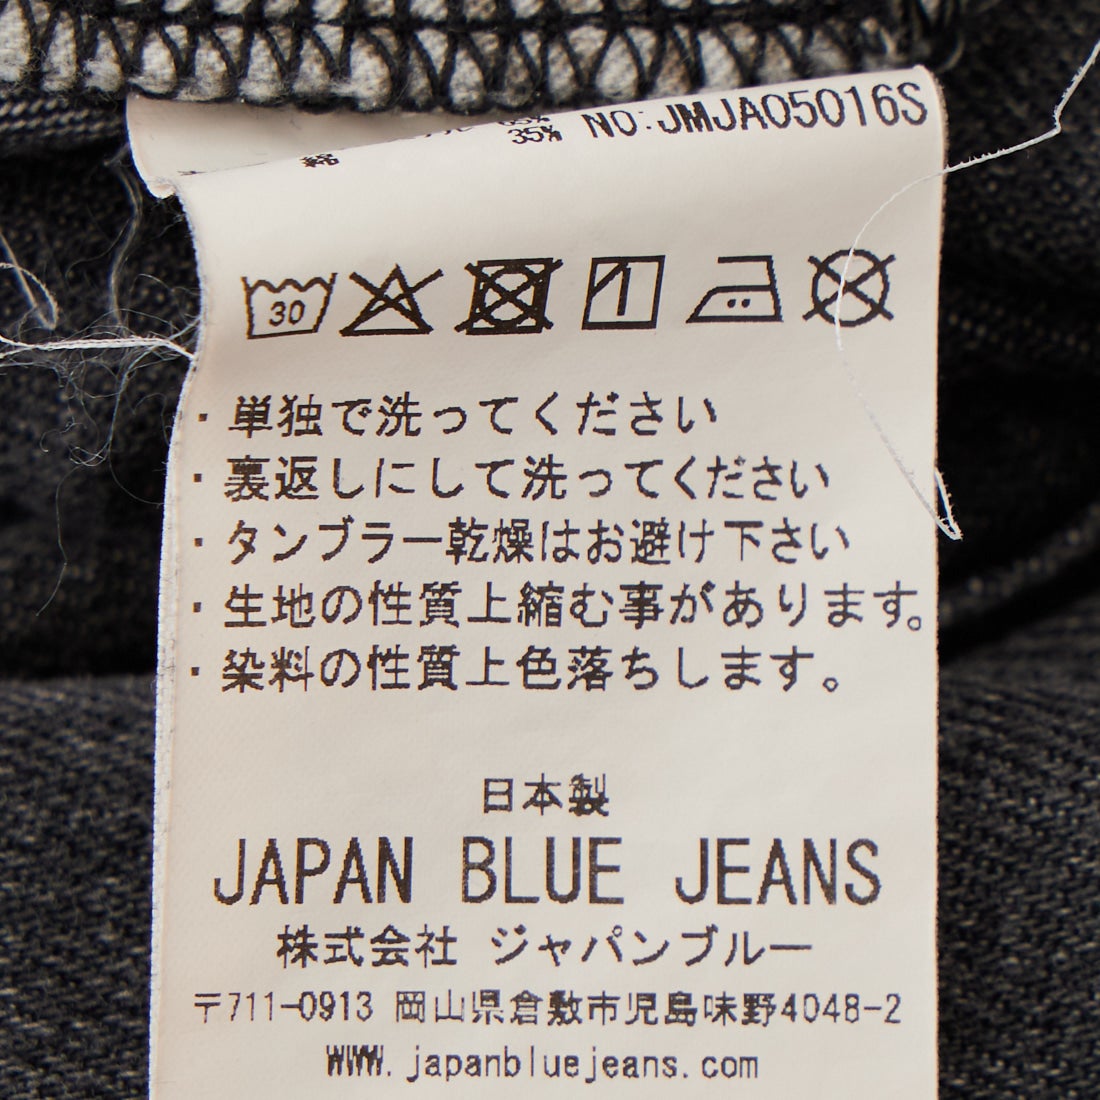 35% NO:JMJA05016S
綿
30
・単独で洗ってください
・裏返しにして洗ってください
・タンブラー乾燥はお避け下さい
・生地の性質上縮む事があります。
・染料の性質上色落ちします。
日本製
JAPAN BLUE JEANS
株式会社 ジャパンブルー
〒711-0913 岡山県倉敷市児島味野4048-2
WWW.japanbluejeans.com